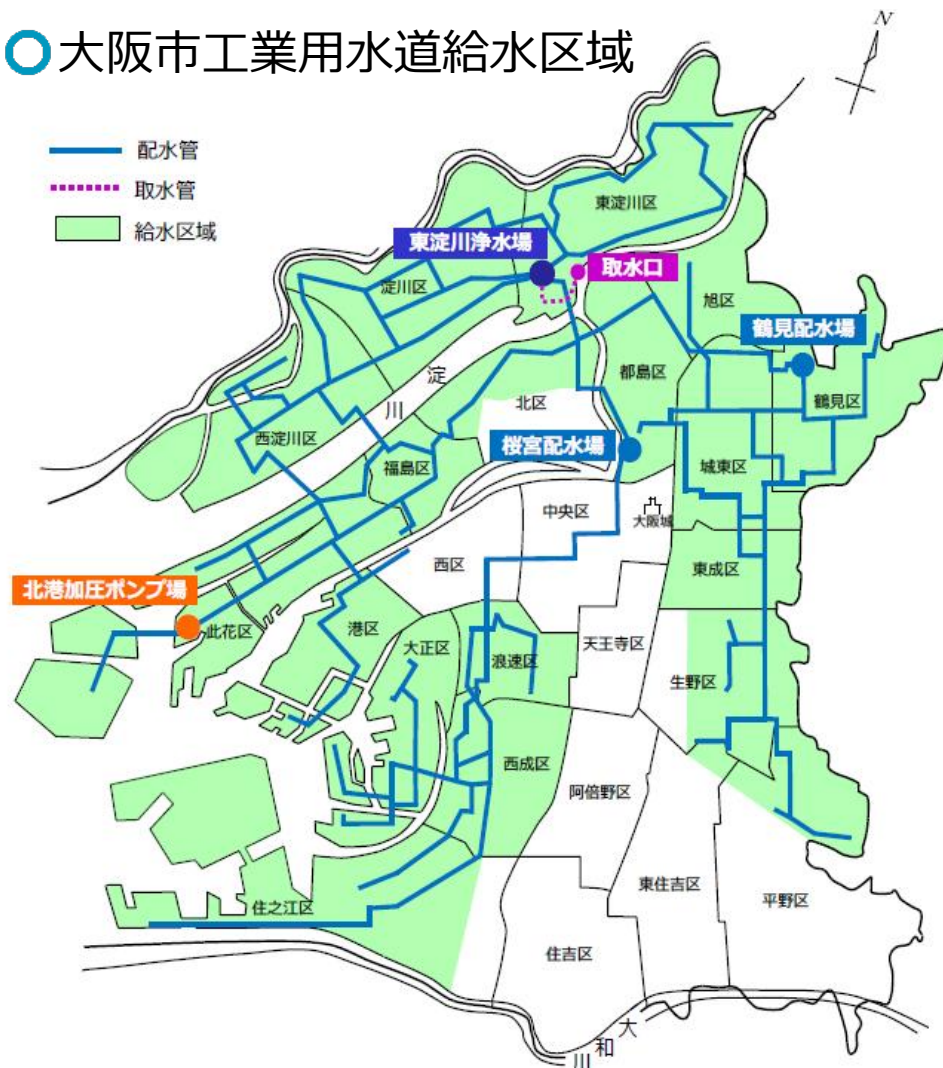 大阪市工業用水道給水区域
N
配水管
取水管
給水区域
東淀川区
東淀川浄水場
取水口
淀川区
旭区
鶴見配水場
都島区
淀川
北区
鶴見区
西淀川区
桜宮配水場
福島区
城東区
中央区
大阪城
西区
東成区
北港加圧ポンプ場
此花区
港区
大正区
浪速区
天王寺区
生野区
西成区
阿倍野区
東住吉区
平野区
住之江区
住吉区
大和川